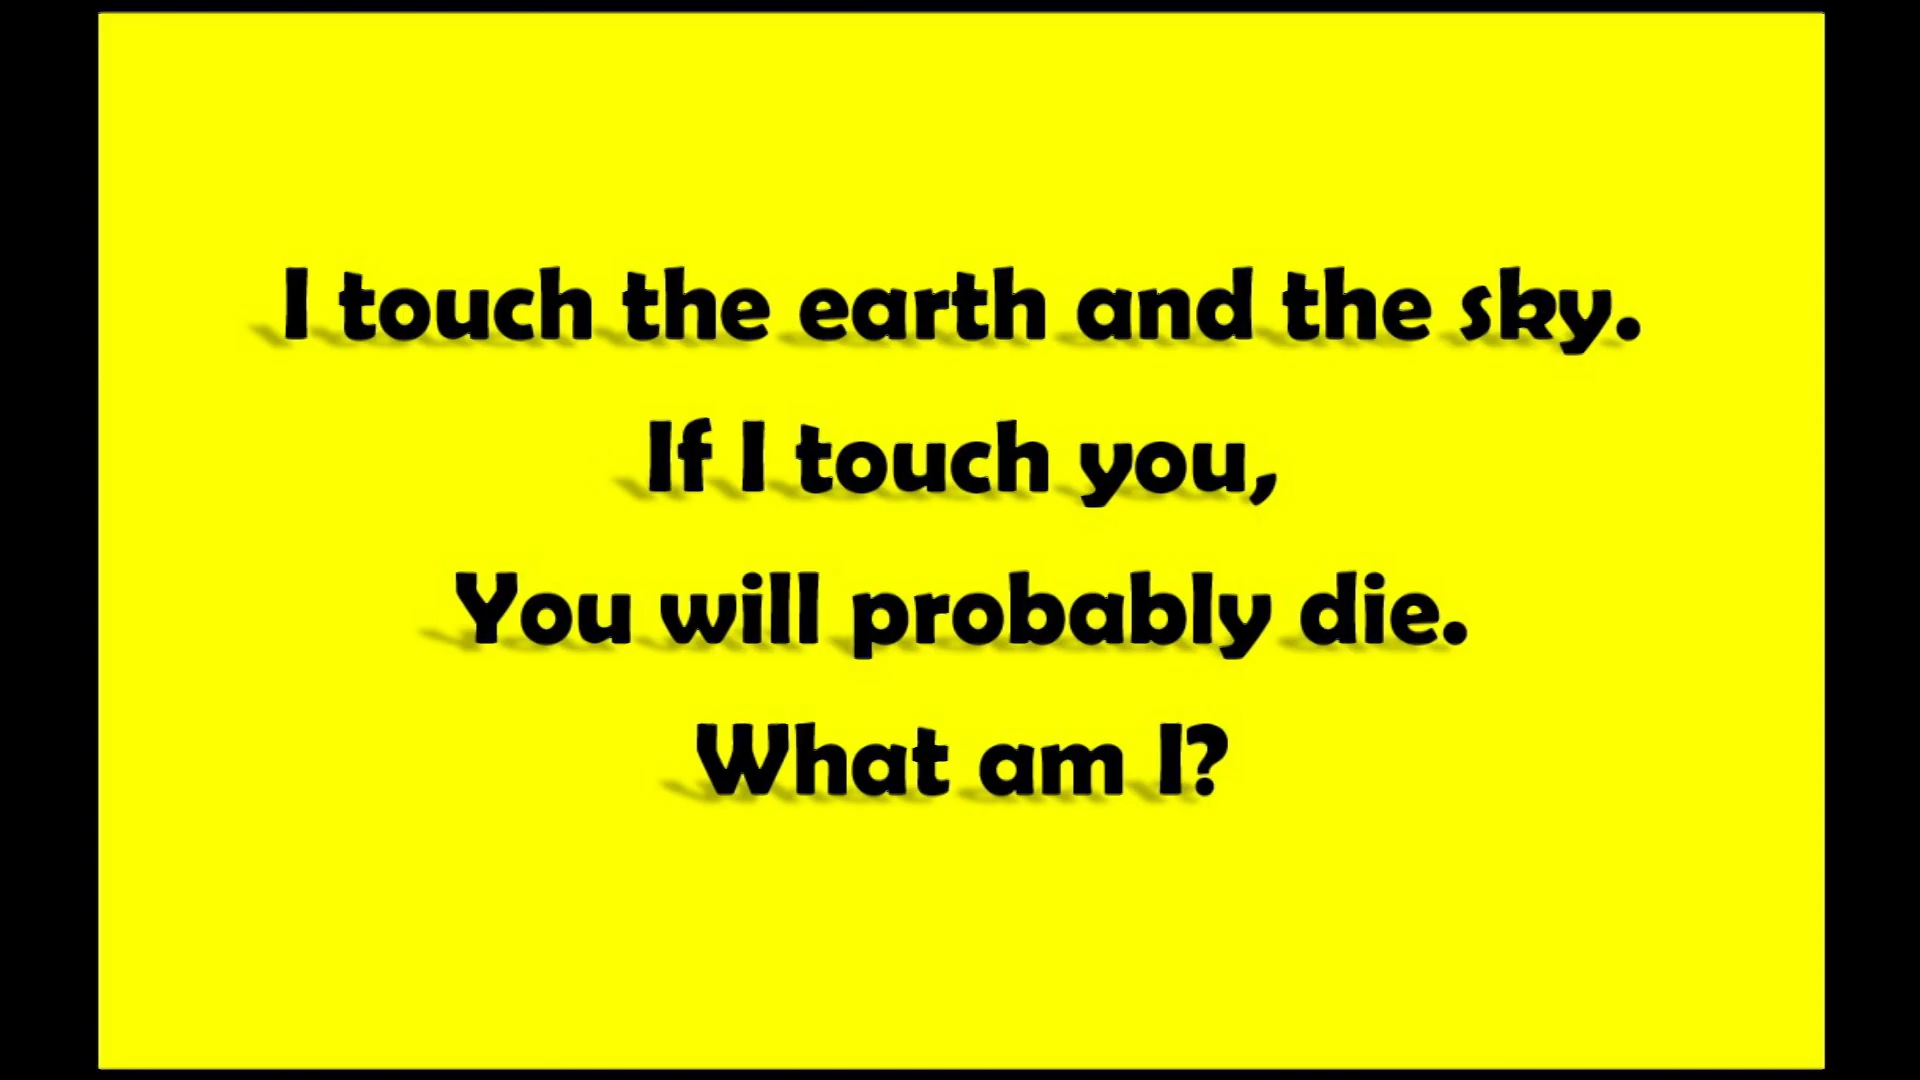 I touch the earth and the sky.
If I touch you,
You will probably die.
What am I?